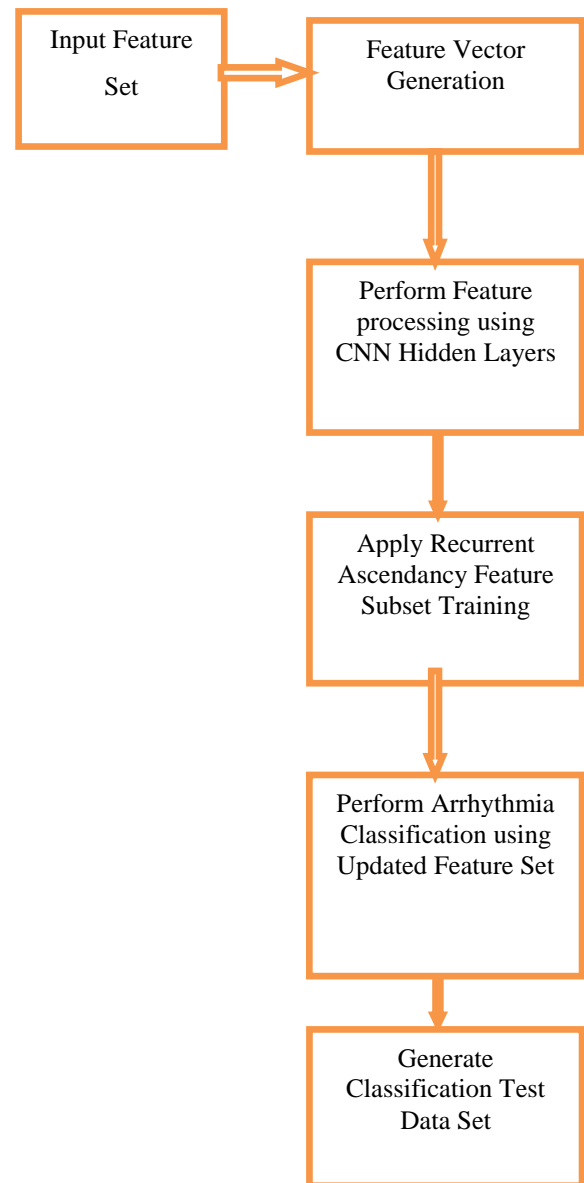 Input Feature
Set
Feature Vector
Generation
Perform Feature
processing using
CNN Hidden Layers
Apply Recurrent
Ascendancy Feature
Subset Training
Perform Arrhythmia
Classification using
Updated Feature Set
Generate
Classification Test
Data Set